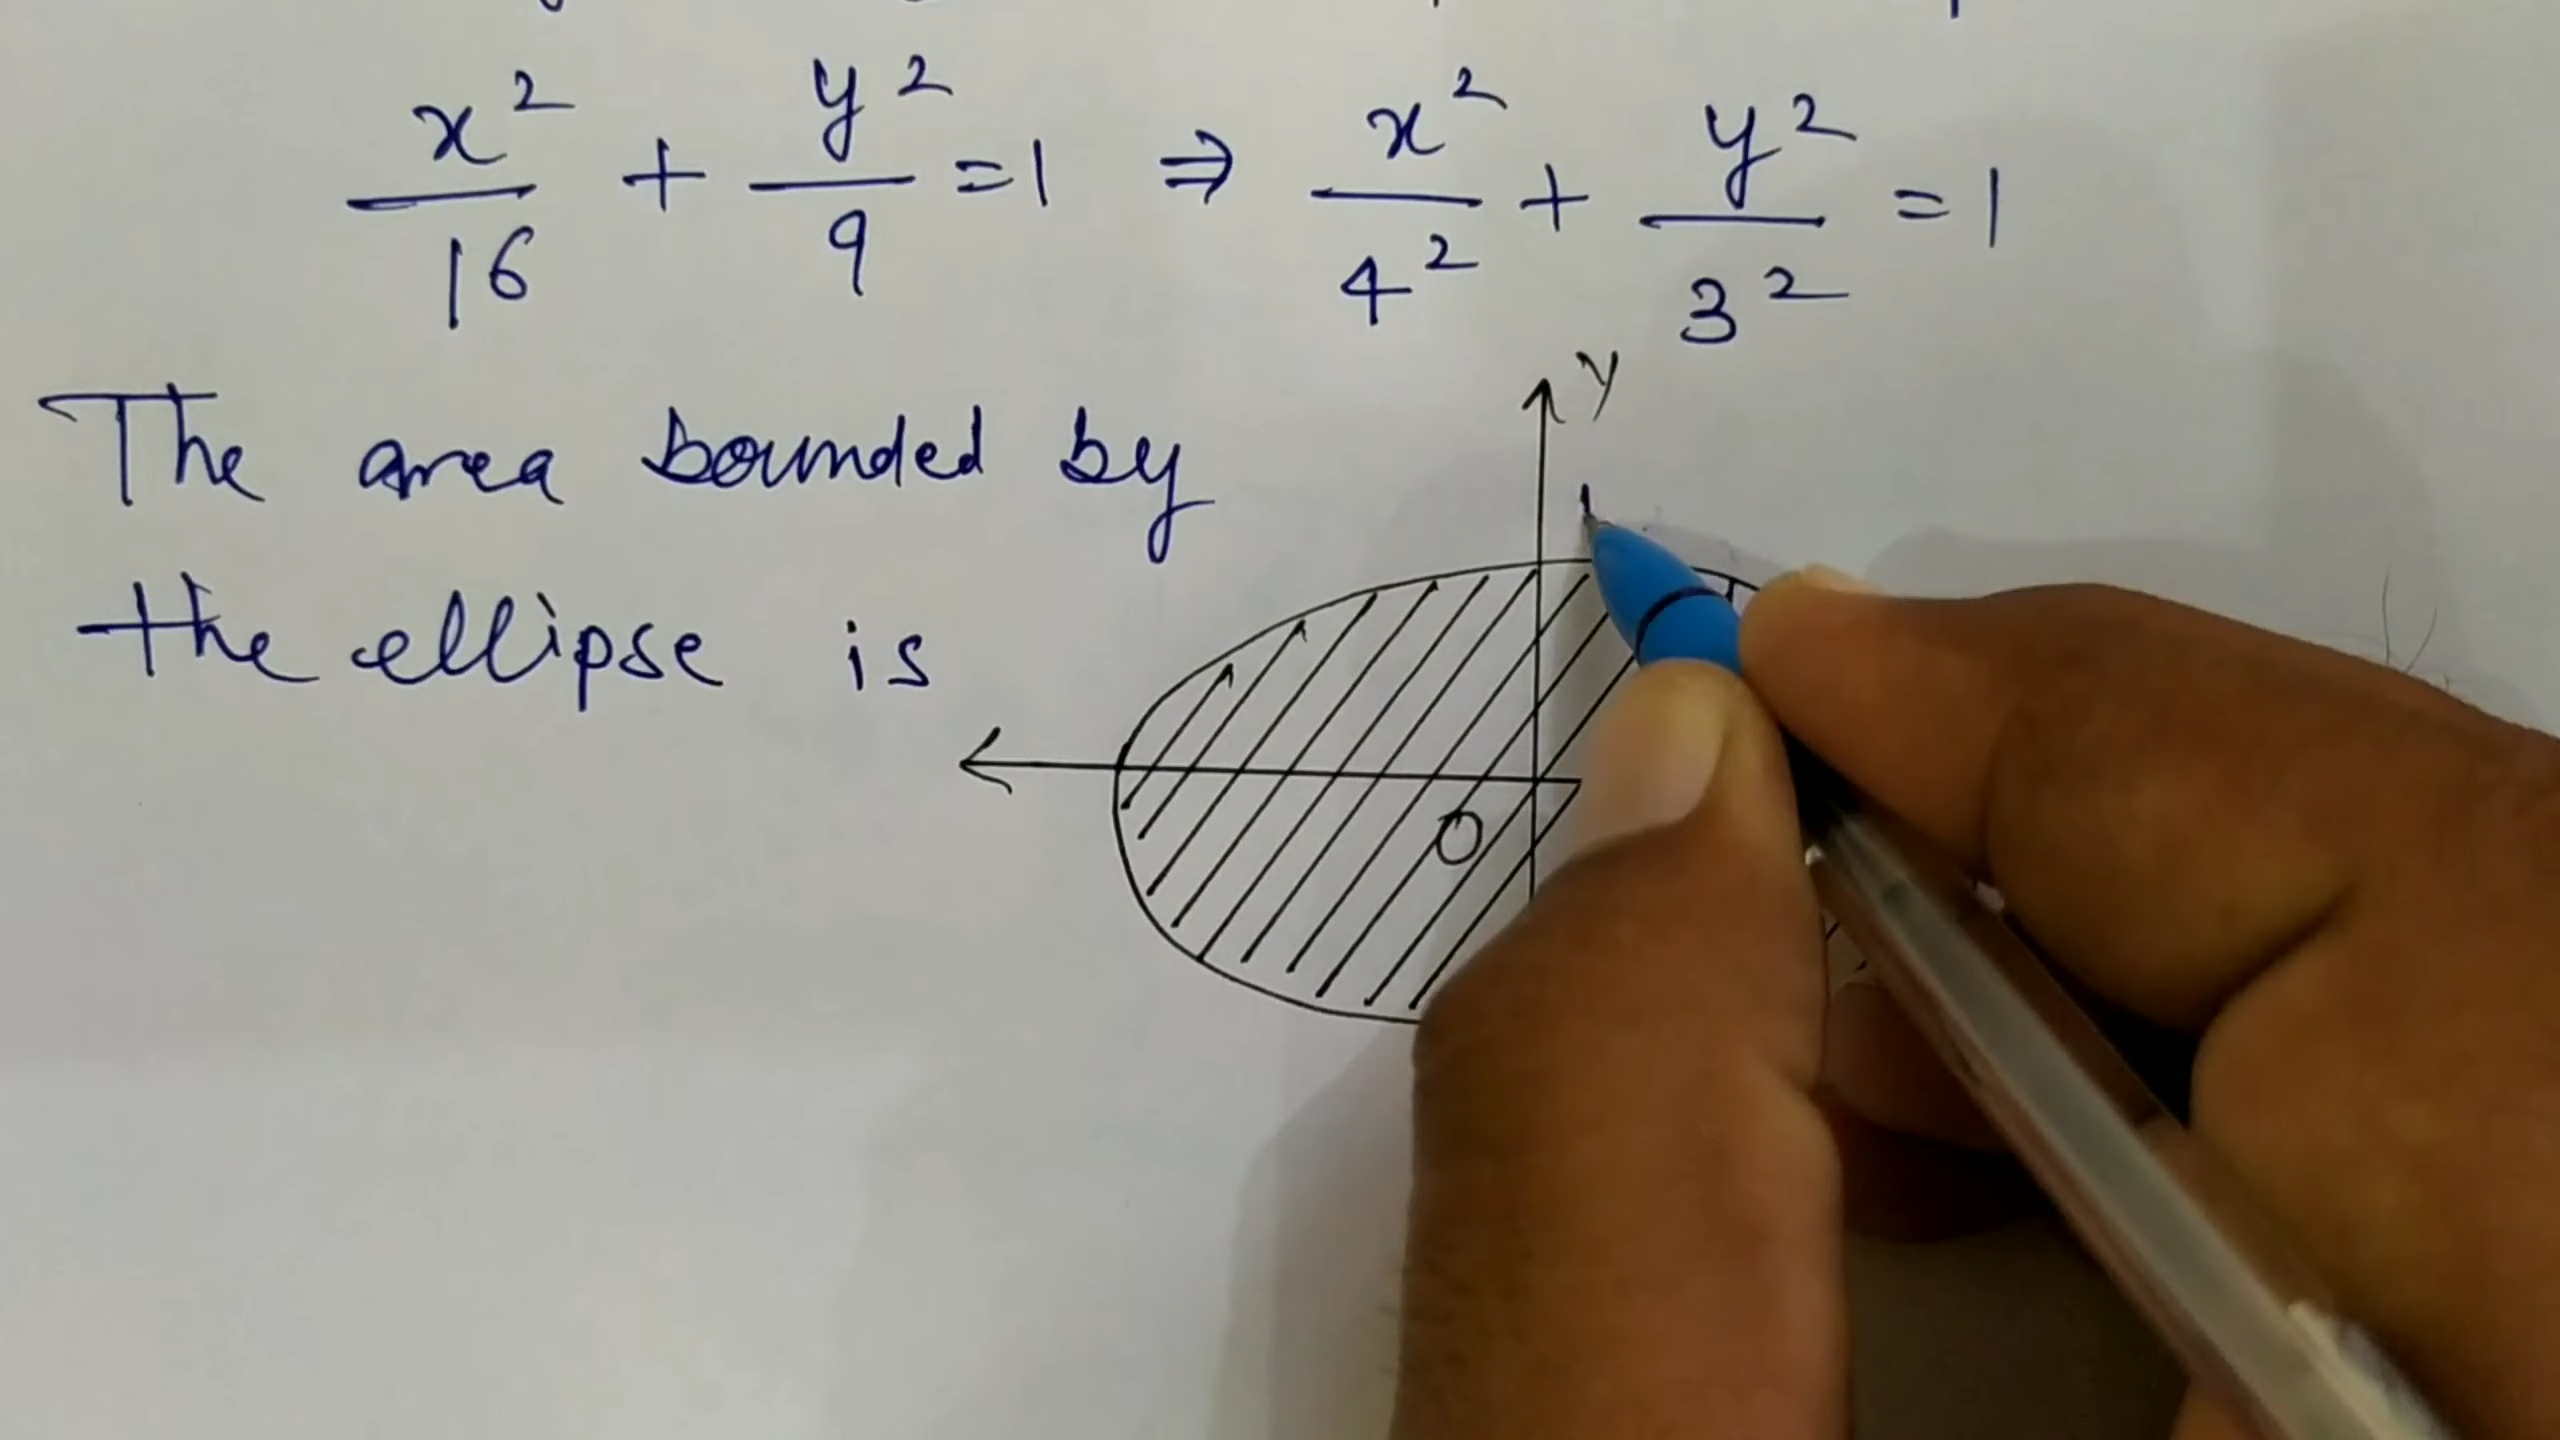 x²/16 + y²/9 = 1 ⇒ x²/4² + y²/3² = 1
y
The area bounded by
the ellipse is
O